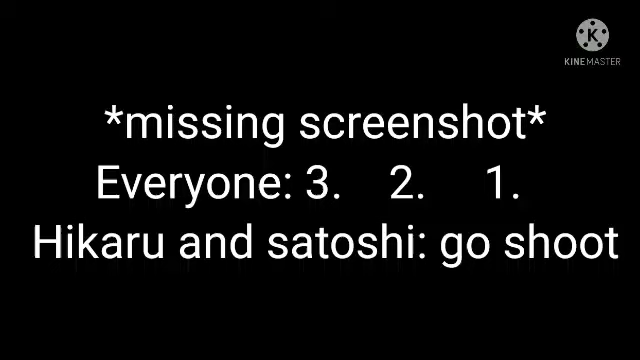 K
KINEMASTER
*missing screenshot*
Everyone: 3. 2. 1.
Hikaru and satoshi: go shoot